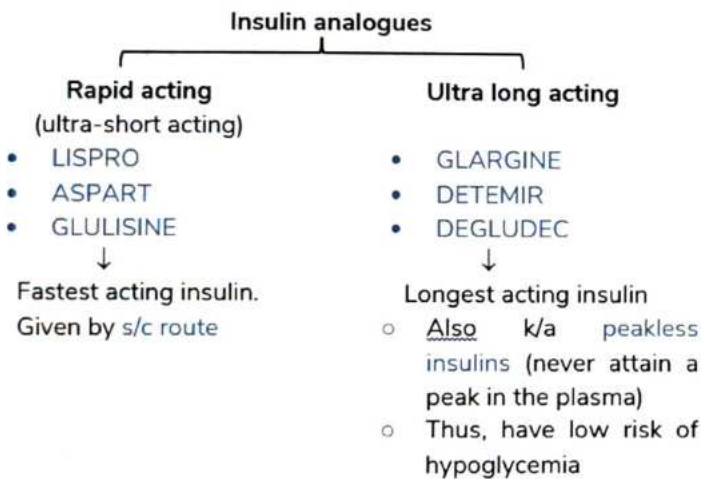 Insulin analogues
Rapid acting
(ultra-short acting)
• LISPRO
• ASPART
• GLULISINE
↓
Fastest acting insulin.
Given by s/c route
Ultra long acting
• GLARGINE
• DETEMIR
• DEGLUDEC
↓
Longest acting insulin
○ Also k/a peakless
insulins (never attain a
peak in the plasma)
○ Thus, have low risk of
hypoglycemia